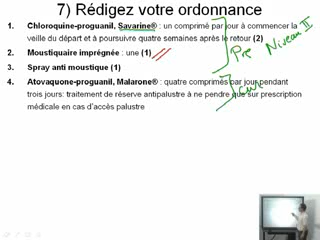 7) Rédigez votre ordonnance
1. Chloroquine-proguanil, Savarine® : un comprimé par jour à commencer la
veille du départ et à poursuivre quatre semaines après le retour (2)
2. Moustiquaire imprégnée : une (1)
3. Spray anti moustique (1)
4. Atovaquone-proguanil, Malarone® : quatre comprimés par jour pendant
trois jours: traitement de réserve antipalustre à ne pendre que sur prescription
médicale en cas d'accès palustre
Pre
Niveau II